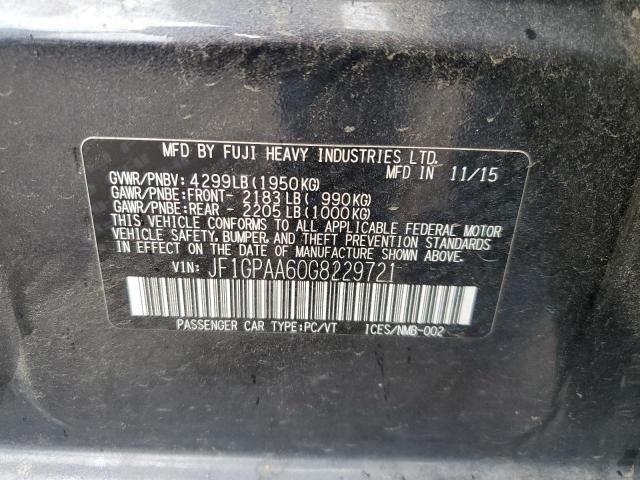 MFD BY FUJI HEAVY INDUSTRIES LTD.
MFD IN 11/15
GVWR/PNBV: 4299LB(1950KG)
GAWR/PNBE:FRONT- 2183LB( 990KG)
GAWR/PNBE:REAR - 2205LB(1000KG)
THIS VEHICLE CONFORMS TO ALL APPLICABLE FEDERAL MOTOR
VEHICLE SAFETY, BUMPER, AND THEFT PREVENTION STANDARDS
IN EFFECT ON THE DATE OF MANUFACTURE SHOWN ABOVE.
VIN: JF1GPAA60G8229721
PASSENGER CAR TYPE:PC/VT ICES/NMB-002